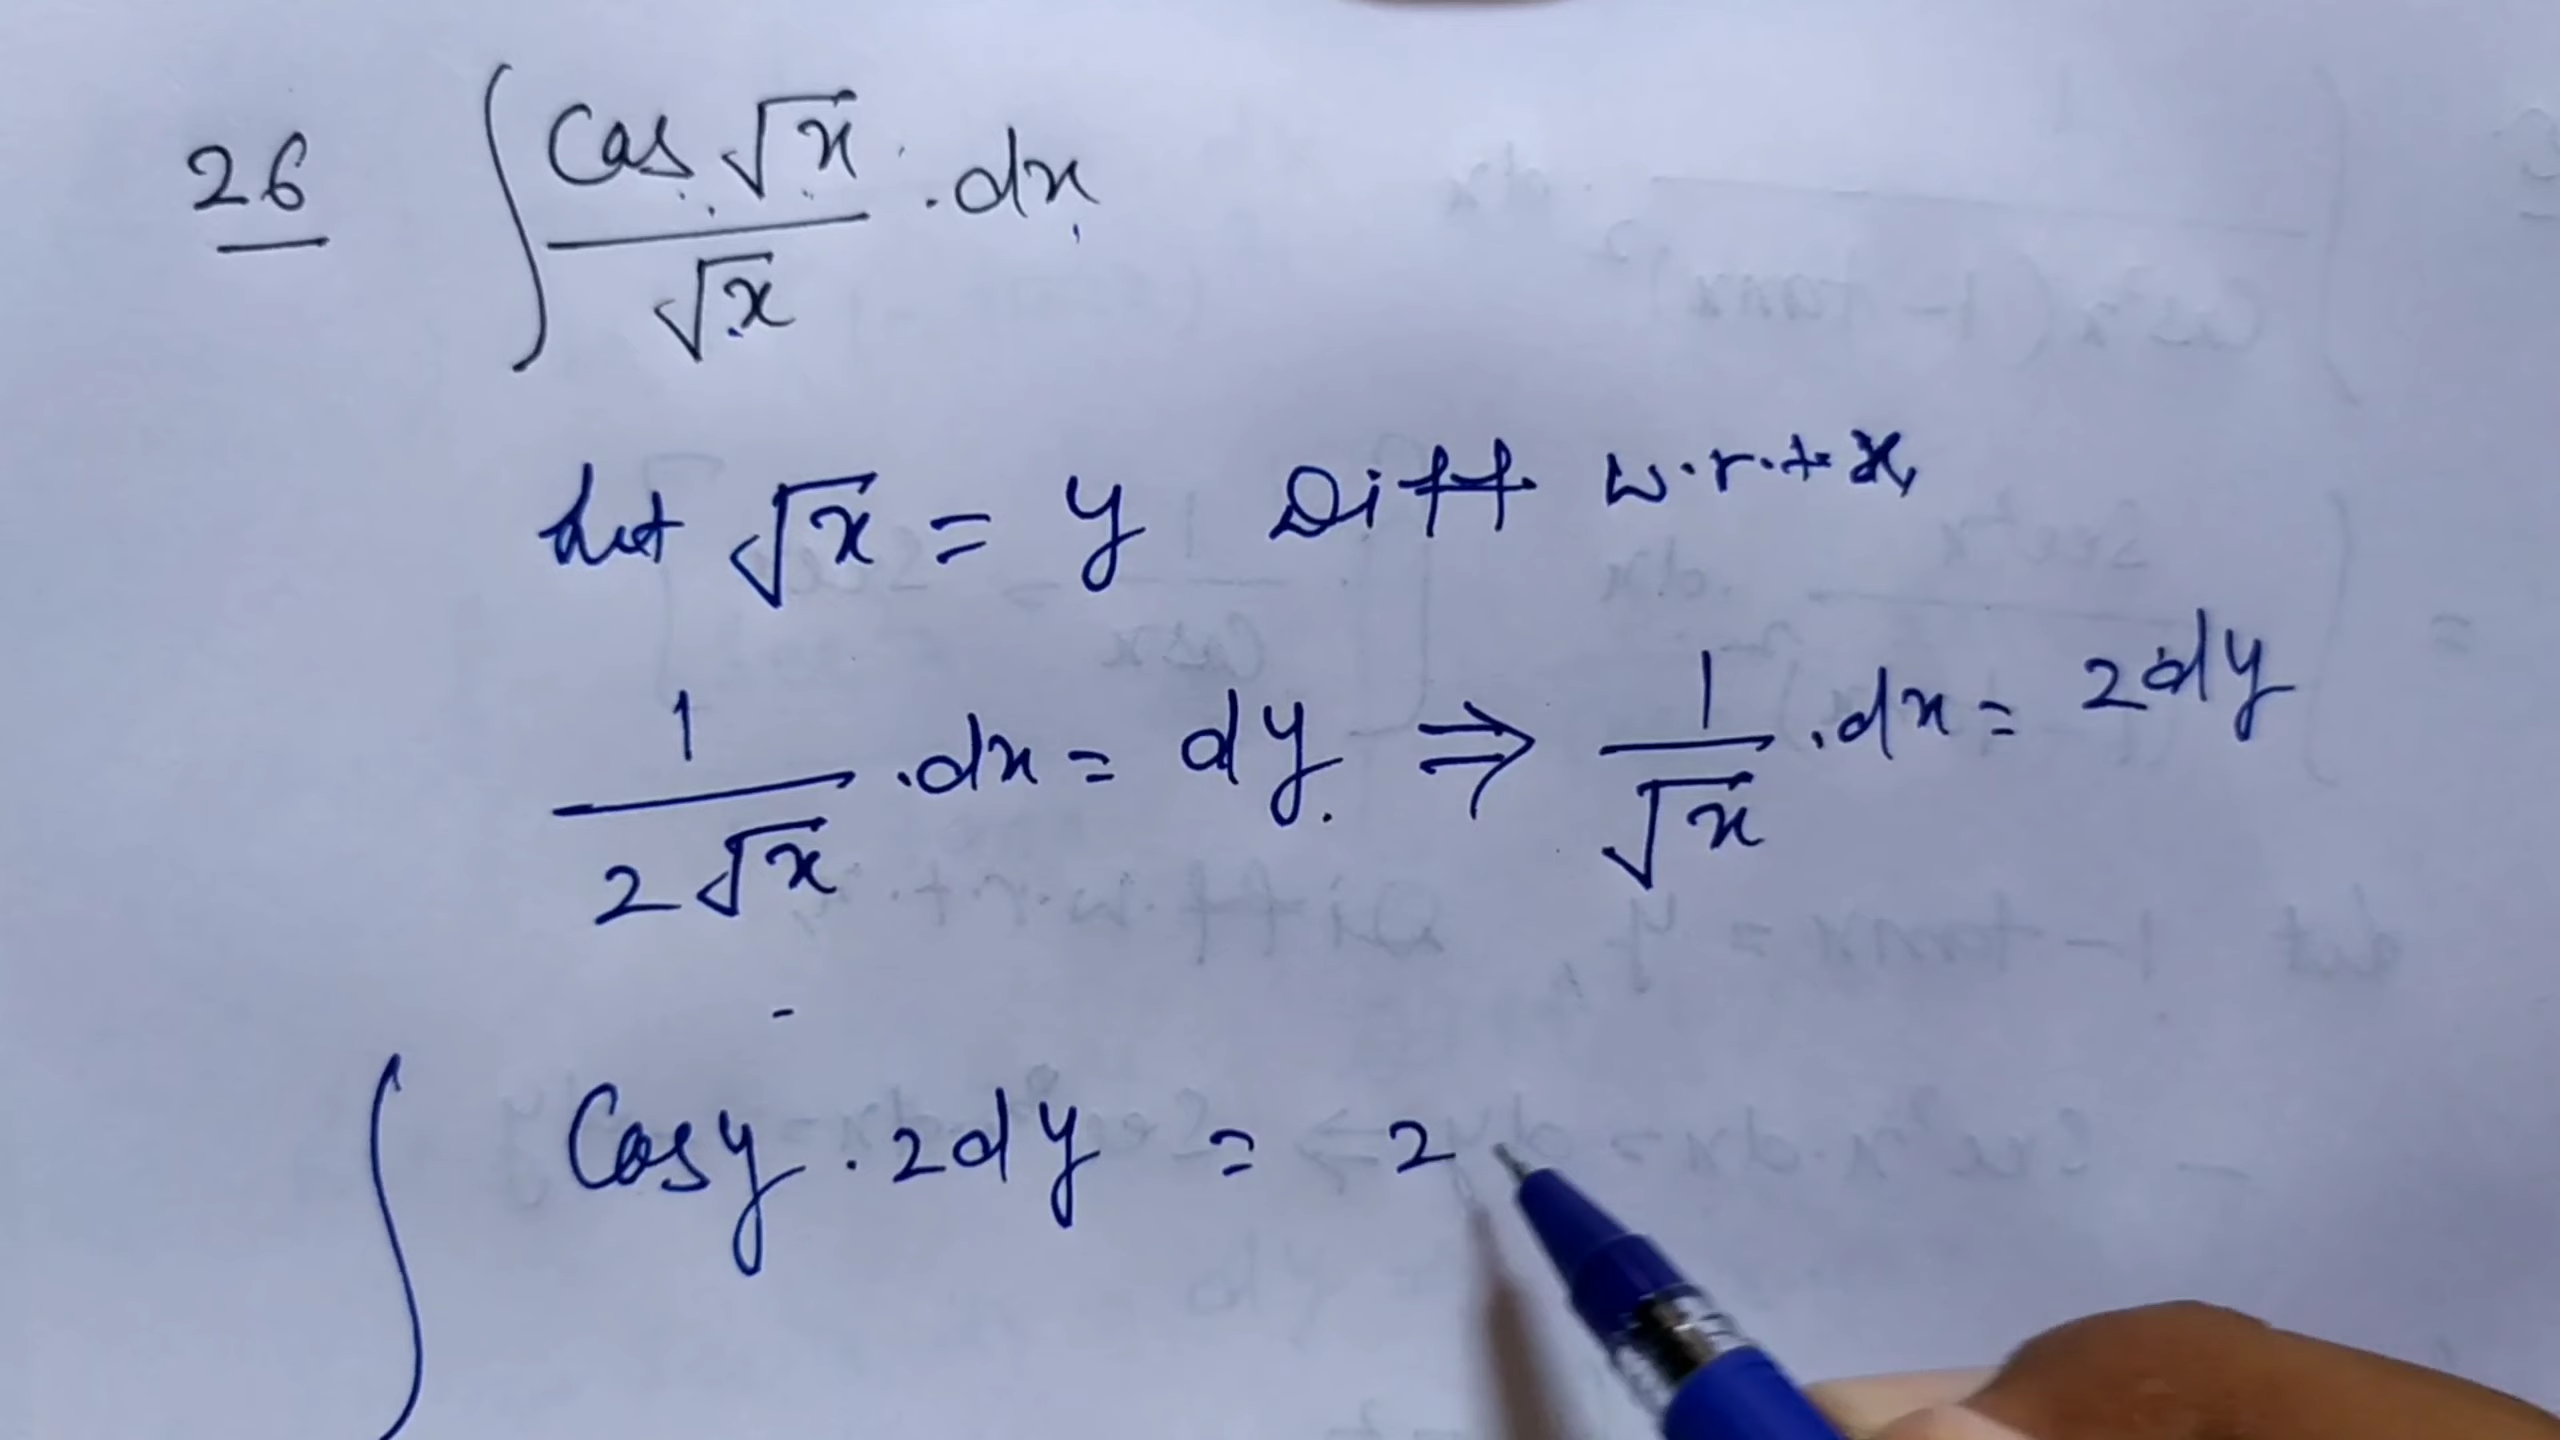 26 ∫ Cos √x / √x . dx
Let √x = y Diff w.r.t x,
1 / 2√x . dx = dy. ⇒ 1 / √x . dx = 2dy
∫ Cos y . 2dy = 2